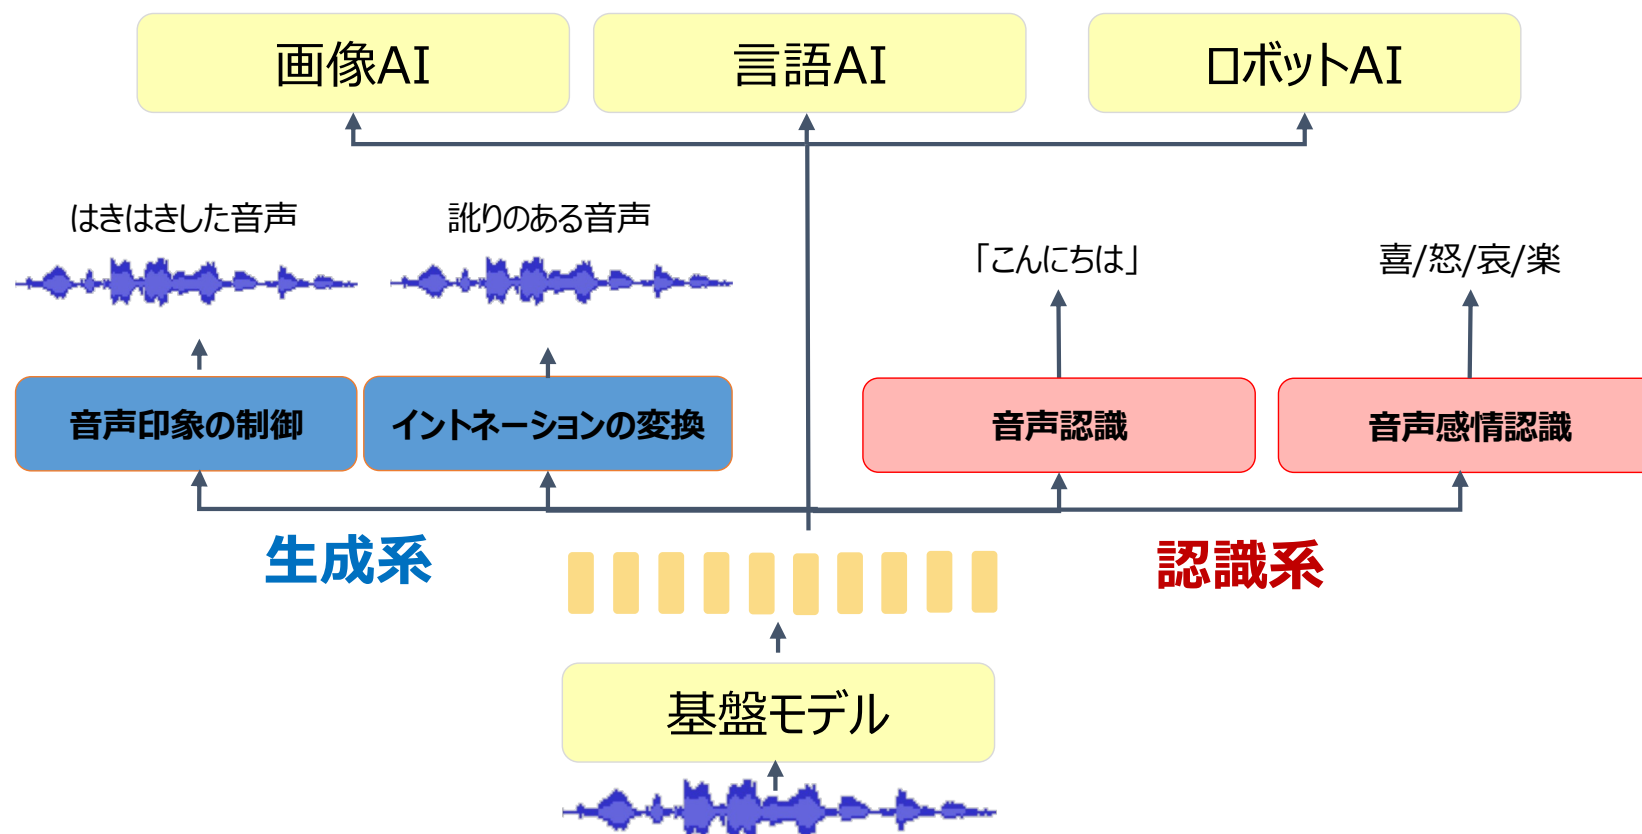 画像AI
言語AI
ロボットAI
はきはきした音声
訛りのある音声
「こんにちは」
喜/怒/哀/楽
音声印象の制御
イントネーションの変換
音声認識
音声感情認識
生成系
認識系
基盤モデル